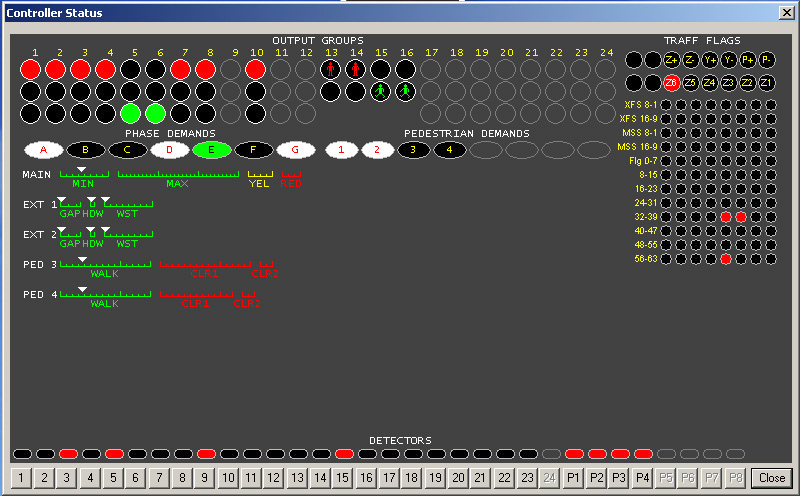 Controller Status
OUTPUT GROUPS
1 2 3 4 5 6 7 8 9 10 11 12 13 14 15 16 17 18 19 20 21 22 23 24
TRAFF FLAGS
Z+ Z- Y+ Y- P+ P-
Z6 Z5 Z4 Z3 Z2 Z1
XFS 8-1
XFS 16-9
MSS 8-1
MSS 16-9
Flg 0-7
8-15
16-23
24-31
32-39
40-47
48-55
56-63
PHASE DEMANDS
A B C D E F G
PEDESTRIAN DEMANDS
1 2 3 4
MAIN MIN MAX YEL RED
EXT 1 GAP HDW WST
EXT 2 GAP HDW WST
PED 3 WALK CLR1 CLR2
PED 4 WALK CLR1 CLR2
DETECTORS
1 2 3 4 5 6 7 8 9 10 11 12 13 14 15 16 17 18 19 20 21 22 23 24 P1 P2 P3 P4 P5 P6 P7 P8 Close